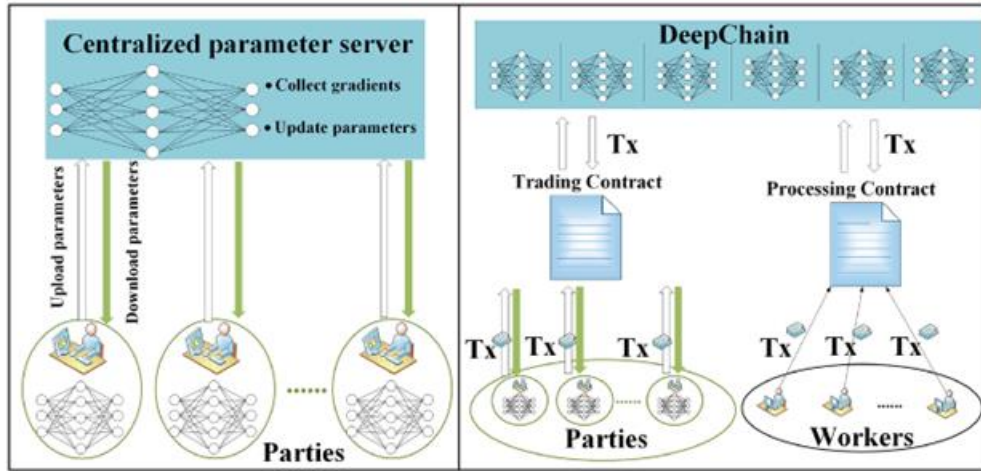 Centralized parameter server
• Collect gradients
• Update parameters
Upload parameters
Download parameters
......
Parties
DeepChain
Tx
Trading Contract
Tx
Processing Contract
Tx
Tx
Tx
......
Parties
Tx
Tx
Tx
......
Workers